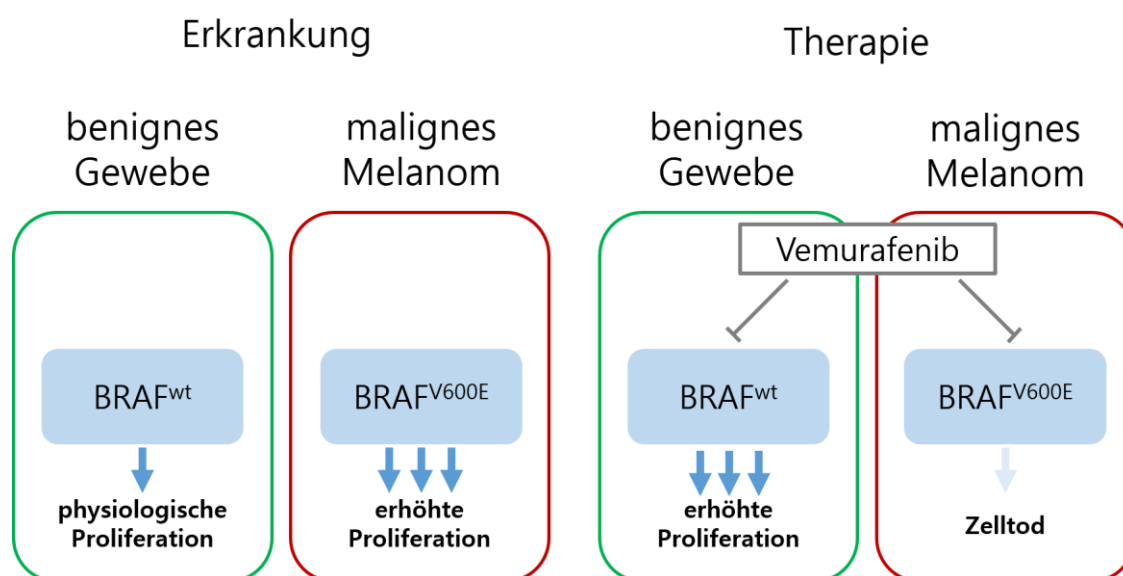 Erkrankung
Therapie
benignes
Gewebe
malignes
Melanom
benignes
Gewebe
malignes
Melanom
Vemurafenib
BRAFwt
BRAFV600E
BRAFwt
BRAFV600E
physiologische
Proliferation
erhöhte
Proliferation
erhöhte
Proliferation
Zelltod